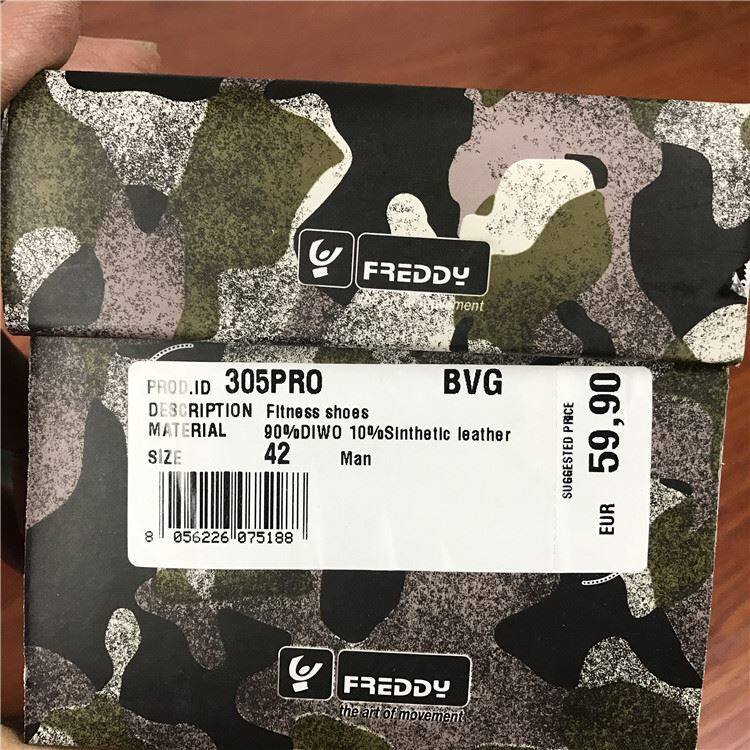 FREDDY
movement
PROD.ID 305PRO BVG
DESCRIPTION Fitness shoes
MATERIAL 90%DIWO 10%Sinthetic leather
SIZE 42 Man
8 056226 075188
SUGGESTED PRICE
EUR 59,90
FREDDY
the art of movement